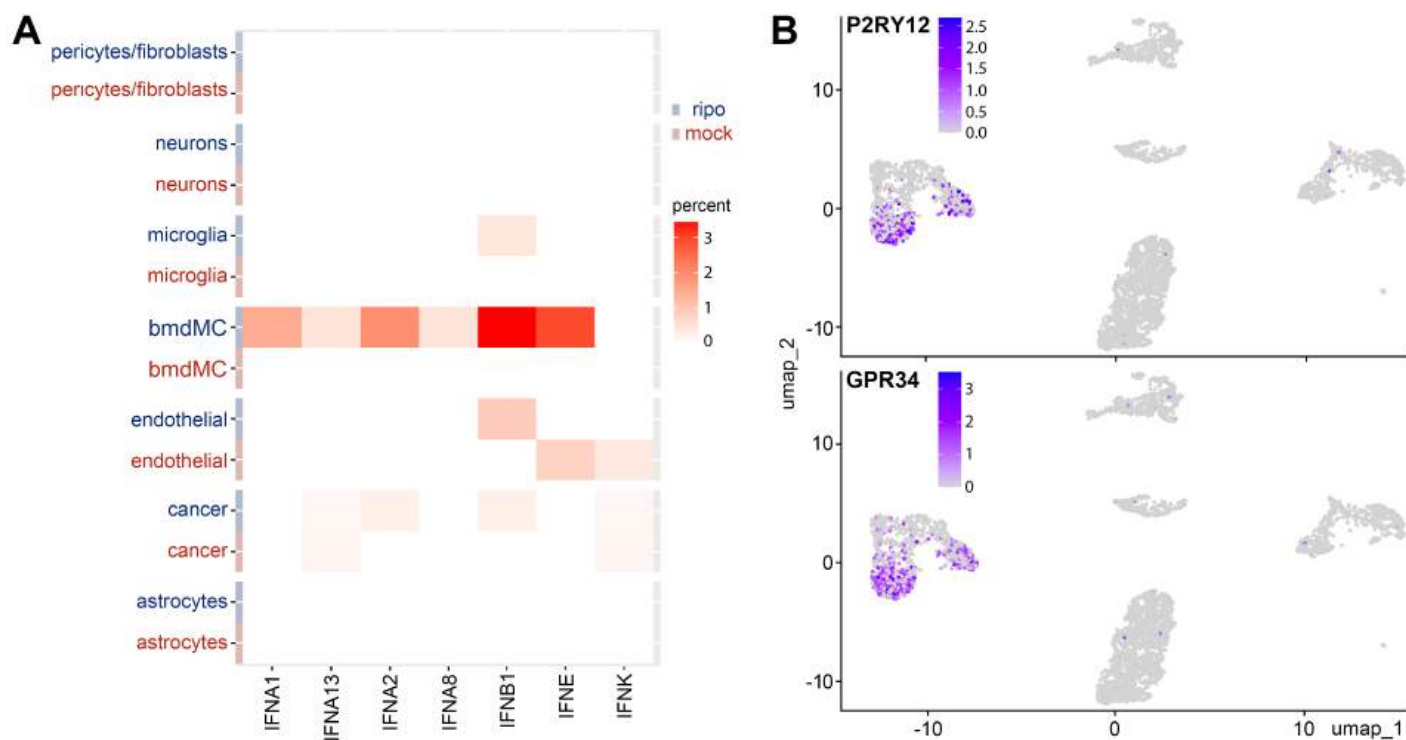 A
pericytes/fibroblasts
pericytes/fibroblasts
neurons
neurons
microglia
microglia
bmdMC
bmdMC
endothelial
endothelial
cancer
cancer
astrocytes
astrocytes
IFNA1
IFNA13
IFNA2
IFNA8
IFNB1
IFNE
IFNK
ripo
mock
percent
3
2
1
0
B
P2RY12
2.5
2.0
1.5
1.0
0.5
0.0
10
0
-10
-10
0
10
GPR34
3
2
1
0
10
0
-10
-10
0
10
umap_1
umap_2